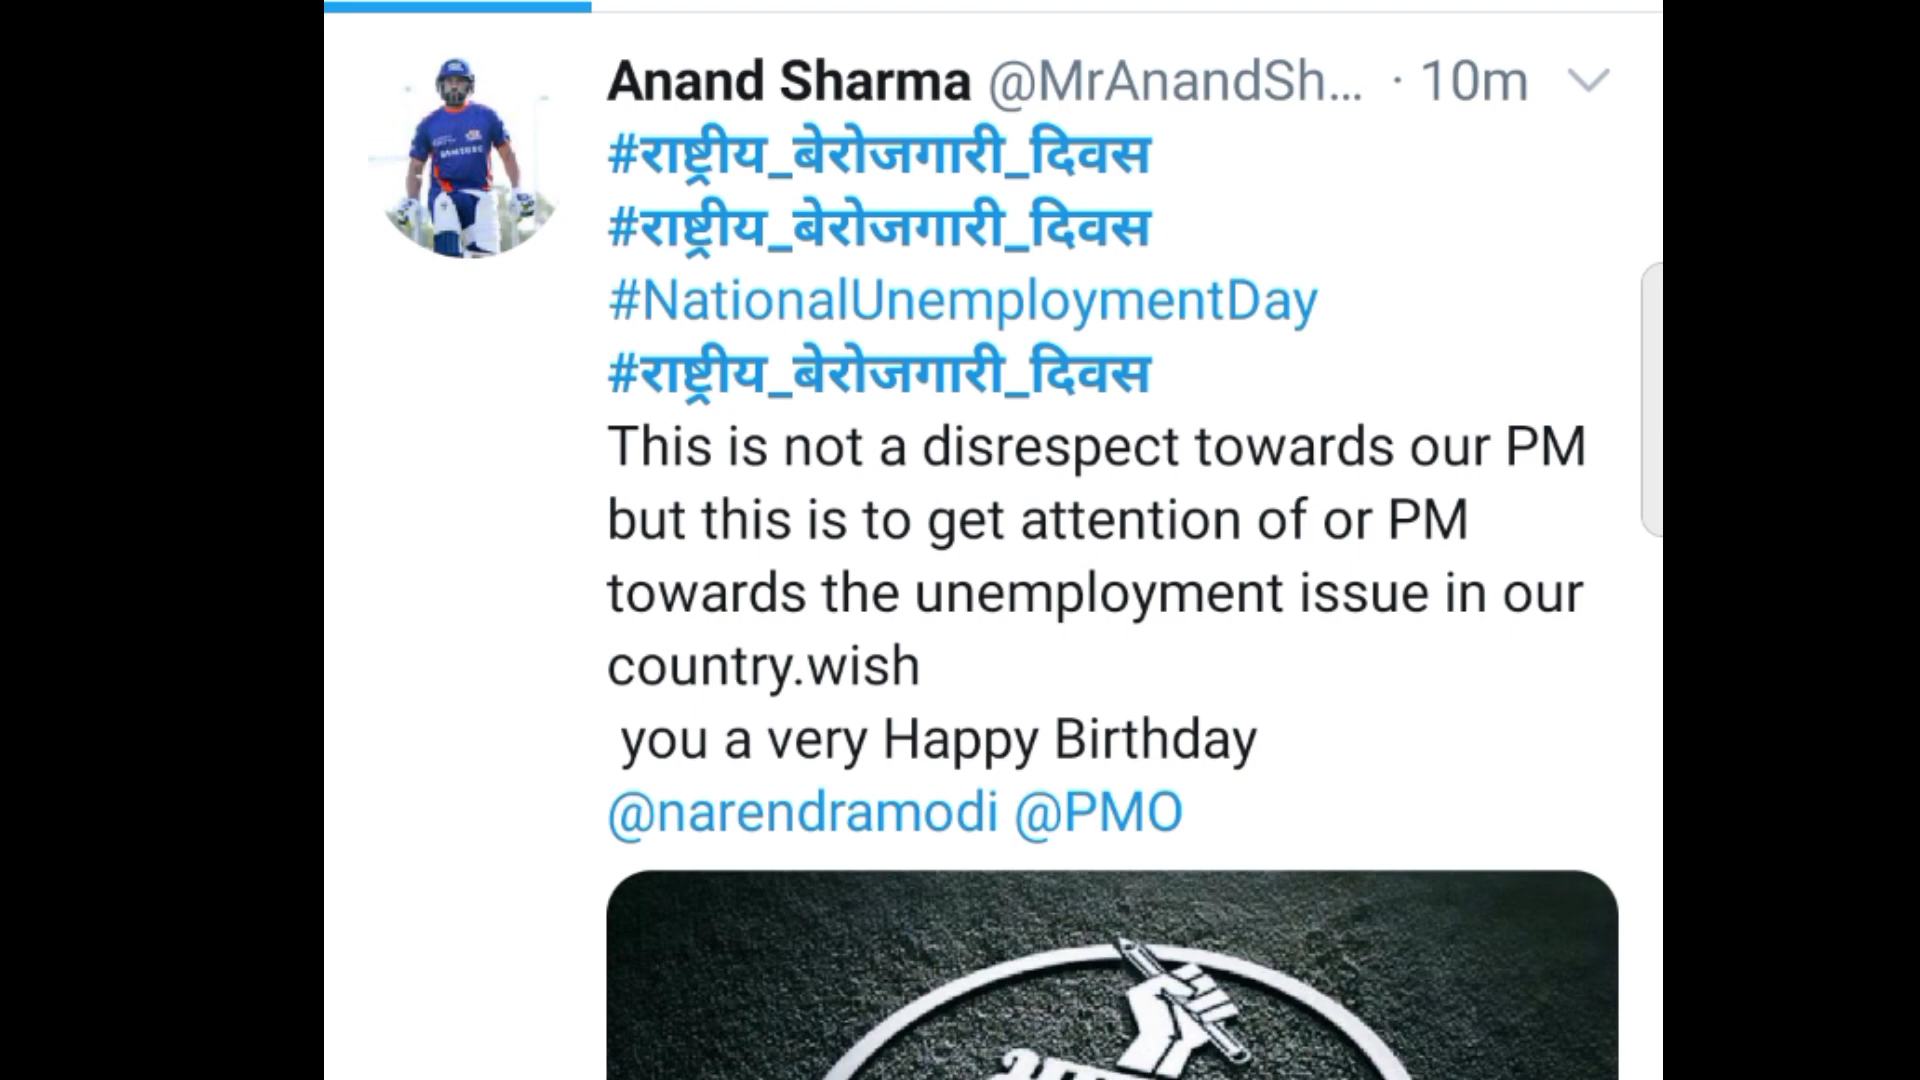 Anand Sharma @MrAnandSh... · 10m
#राष्ट्रीय_बेरोजगारी_दिवस
#राष्ट्रीय_बेरोजगारी_दिवस
#NationalUnemploymentDay
#राष्ट्रीय_बेरोजगारी_दिवस
This is not a disrespect towards our PM
but this is to get attention of or PM
towards the unemployment issue in our
country.wish
you a very Happy Birthday
@narendramodi @PMO